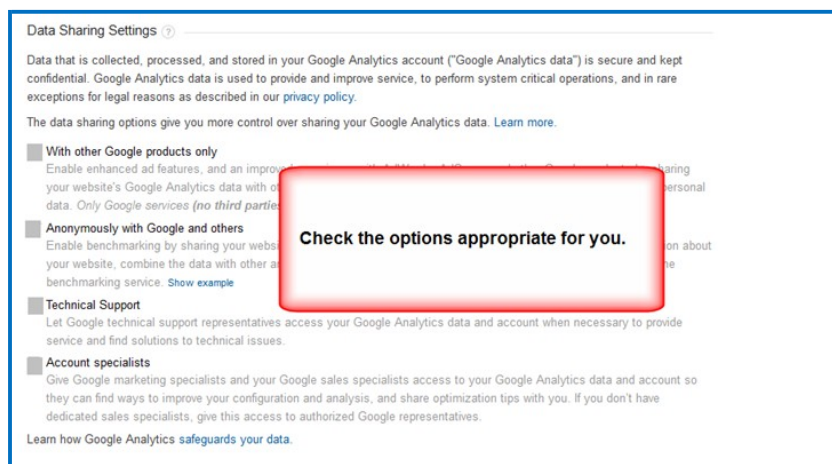 Data Sharing Settings ?
Data that is collected, processed, and stored in your Google Analytics account ("Google Analytics data") is secure and kept
confidential. Google Analytics data is used to provide and improve service, to perform system critical operations, and in rare
exceptions for legal reasons as described in our privacy policy.
The data sharing options give you more control over sharing your Google Analytics data. Learn more.
With other Google products only
Enable enhanced ad features, and an sharing
your website's Google Analytics data with personal
data. Only Google services (no third
Anonymously with Google and others
Enable benchmarking by sharing your on about
your website, combine the data with other
benchmarking service. Show example
Check the options appropriate for you.
Technical Support
Let Google technical support representatives access your Google Analytics data and account when necessary to provide
service and find solutions to technical issues.
Account specialists
Give Google marketing specialists and your Google sales specialists access to your Google Analytics data and account so
they can find ways to improve your configuration and analysis, and share optimization tips with you. If you don't have
dedicated sales specialists, give this access to authorized Google representatives.
Learn how Google Analytics safeguards your data.